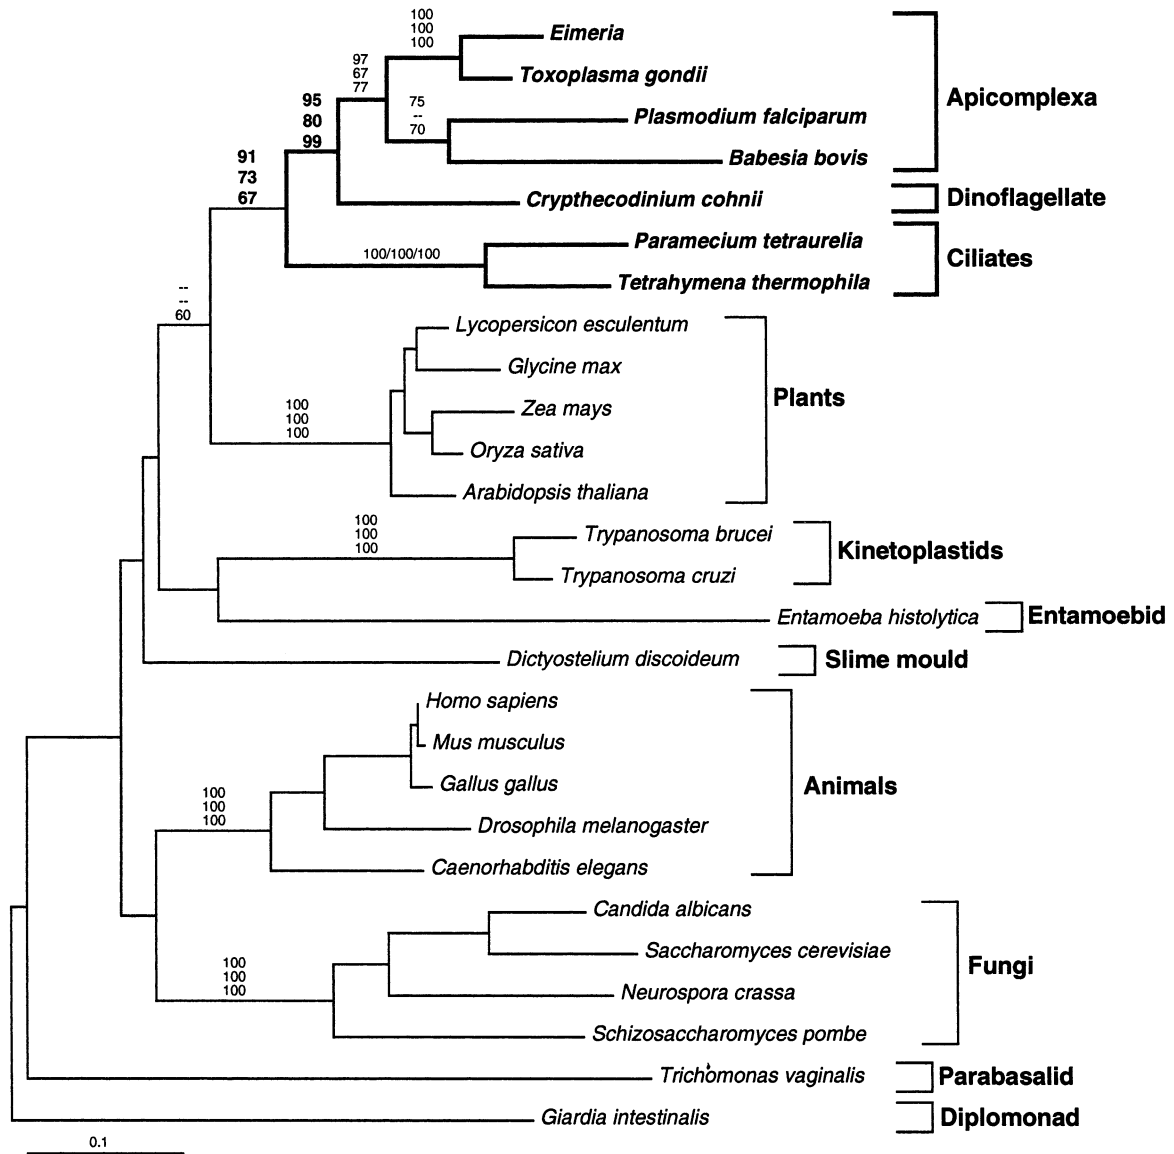 100
100
100
Eimeria
97
67
77
Toxoplasma gondii
Apicomplexa
95
80
99
75
--
70
Plasmodium falciparum
Babesia bovis
91
73
67
Crypthecodinium cohnii
Dinoflagellate
Paramecium tetraurelia
100/100/100
Ciliates
Tetrahymena thermophila
--
--
60
Lycopersicon esculentum
Glycine max
Plants
100
100
100
Zea mays
Oryza sativa
Arabidopsis thaliana
100
100
100
Trypanosoma brucei
Kinetoplastids
Trypanosoma cruzi
Entamoeba histolytica
Entamoebid
Dictyostelium discoideum
Slime mould
Homo sapiens
Mus musculus
Gallus gallus
Animals
100
100
100
Drosophila melanogaster
Caenorhabditis elegans
Candida albicans
Saccharomyces cerevisiae
Fungi
100
100
100
Neurospora crassa
Schizosaccharomyces pombe
Trichomonas vaginalis
Parabasalid
Giardia intestinalis
Diplomonad
0.1